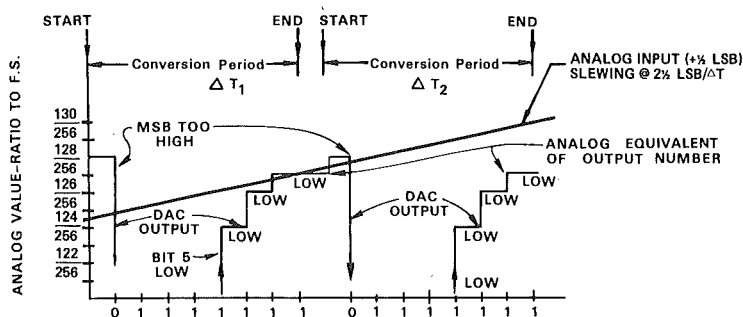 START END START END
Conversion Period Conversion Period
Δ T1 Δ T2
ANALOG INPUT (+½ LSB)
SLEWING @ 2½ LSB/ΔT
ANALOG VALUE-RATIO TO F.S.
130
256
128
256
126
256
124
256
122
256
MSB TOO
HIGH
ANALOG EQUIVALENT
OF OUTPUT NUMBER
LOW
LOW
DAC
OUTPUT
LOW
BIT 5
LOW
DAC
OUTPUT
LOW
LOW
LOW
LOW
0 1 1 1 1 1 1 1 1 0 1 1 1 1 1 1 1